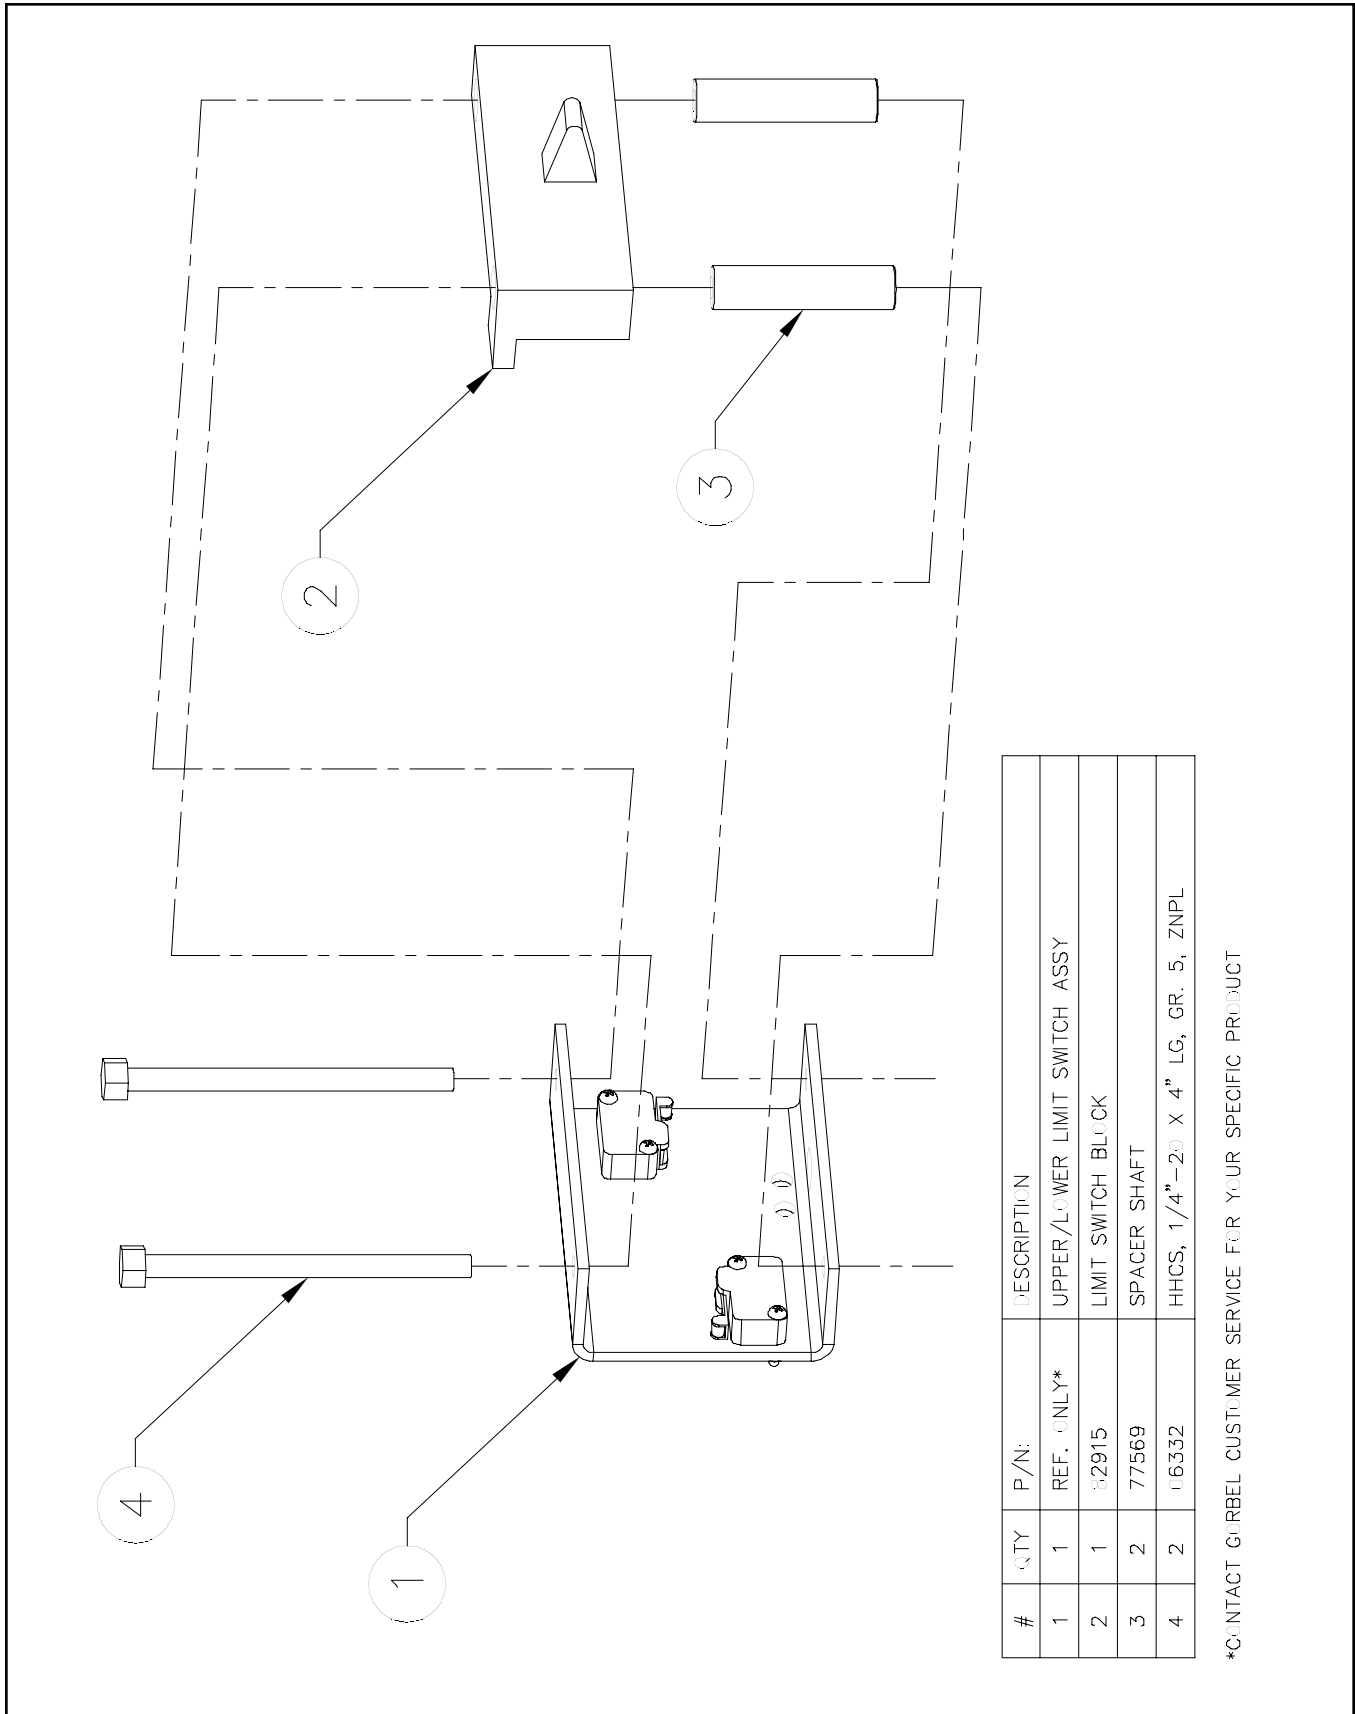 4
1
2
3
# QTY P/N: DESCRIPTION
1 1 REF. ONLY* UPPER/LOWER LIMIT SWITCH ASSY
2 1 82915 LIMIT SWITCH BLOCK
3 2 77569 SPACER SHAFT
4 2 06332 HHCS, 1/4"-20 X 4" LG, GR. 5, ZNPL
*CONTACT GORBEL CUSTOMER SERVICE FOR YOUR SPECIFIC PRODUCT